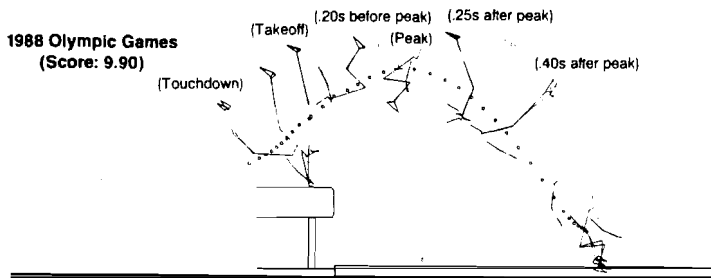 1988 Olympic Games
(Score: 9.90)
(Touchdown)
(Takeoff)
(.20s before peak)
(Peak)
(.25s after peak)
(.40s after peak)